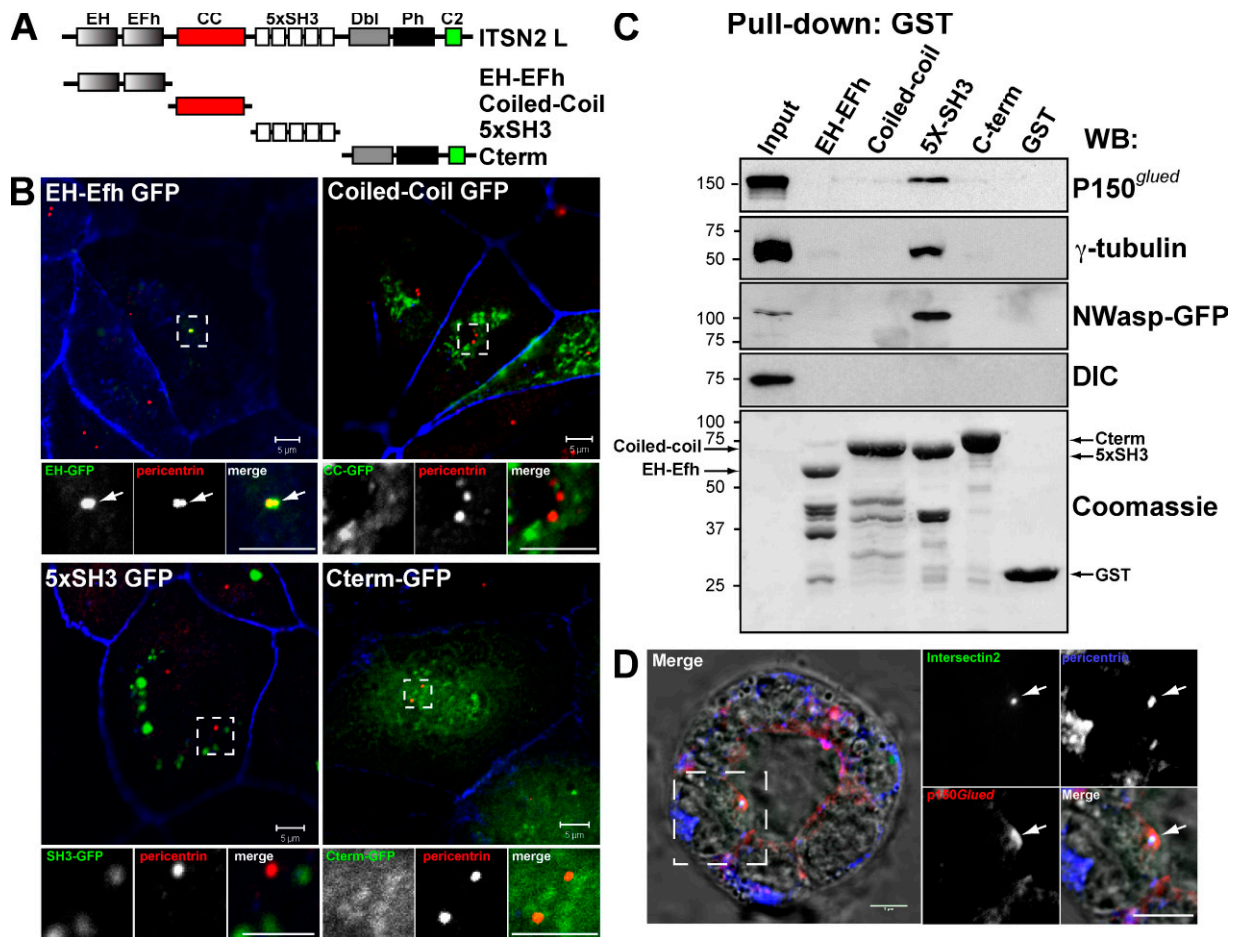 A
EH EFh CC 5xSH3 Dbl Ph C2
ITSN2 L
EH-EFh
Coiled-Coil
5xSH3
Cterm
B
EH-Efh GFP
5 µm
Coiled-Coil GFP
5 µm
EH-GFP pericentrin merge
CC-GFP pericentrin merge
5xSH3 GFP
5 µm
Cterm-GFP
5 µm
SH3-GFP pericentrin merge
Cterm-GFP pericentrin merge
C
Pull-down: GST
Input EH-EFh Coiled-coil 5X-SH3 C-term GST
WB:
150
P150glued
75
50
γ-tubulin
100
75
NWasp-GFP
75
DIC
100
75
50
37
25
Coiled-coil
EH-Efh
Cterm
5xSH3
Coomassie
GST
D
Merge
Intersectin2
pericentrin
p150Glued
Merge